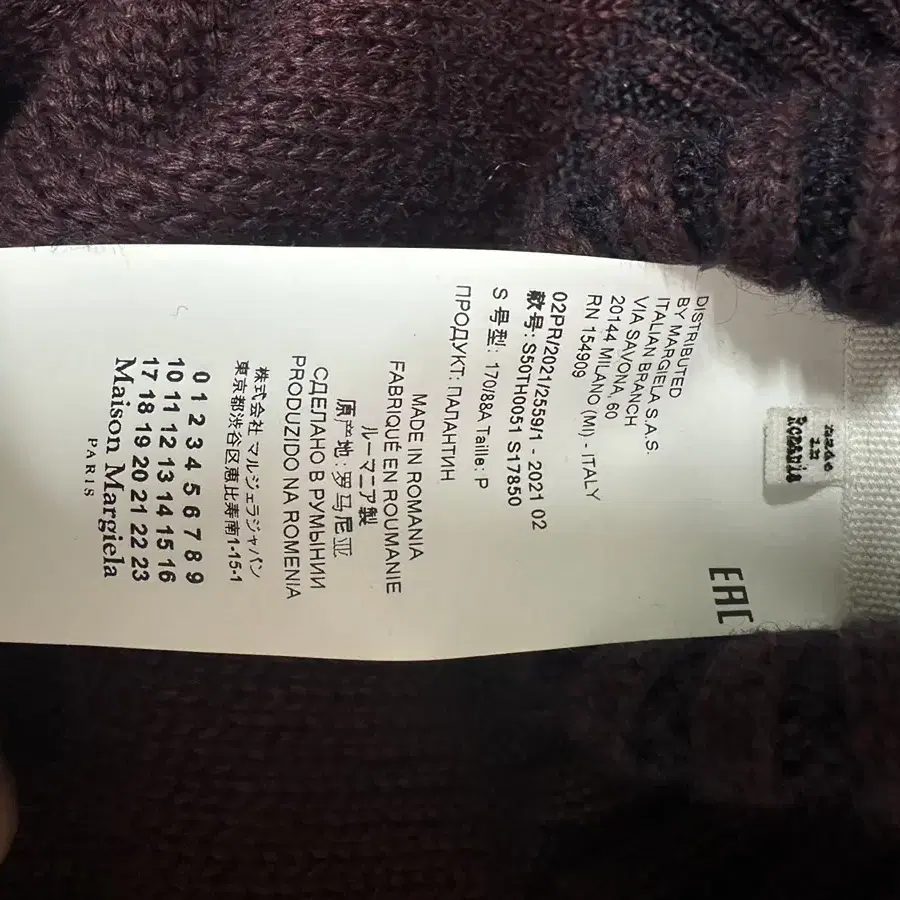 DISTRIBUTED
BY MARGIELA
ITALIAN BRANCH
MARGIELA S.A.S.
VIA SAVONA, 60
20144 MILANO (MI) - ITALY
RN 154909
02PR/2021/2559/1 - 2021 02
款号: S50TH0051 S17850
S 号型: 170/88A Taille: P
ПРОДУКТ: ПАЛАНТИН
MADE IN ROMANIA
FABRIQUÉ EN ROUMANIE
ルーマニア製
原产地: 罗马尼亚
СДЕЛАНО В РУМЫНИИ
PRODUZIDO NA ROMENIA
株式会社 マルジェラジャパン
東京都渋谷区恵比寿南1-15-1
0 1 2 3 4 5 6 7 8 9
10 11 12 13 14 15 16
17 18 19 20 21 22 23
Maison Margiela
PARIS
EAC
made
in
Romania